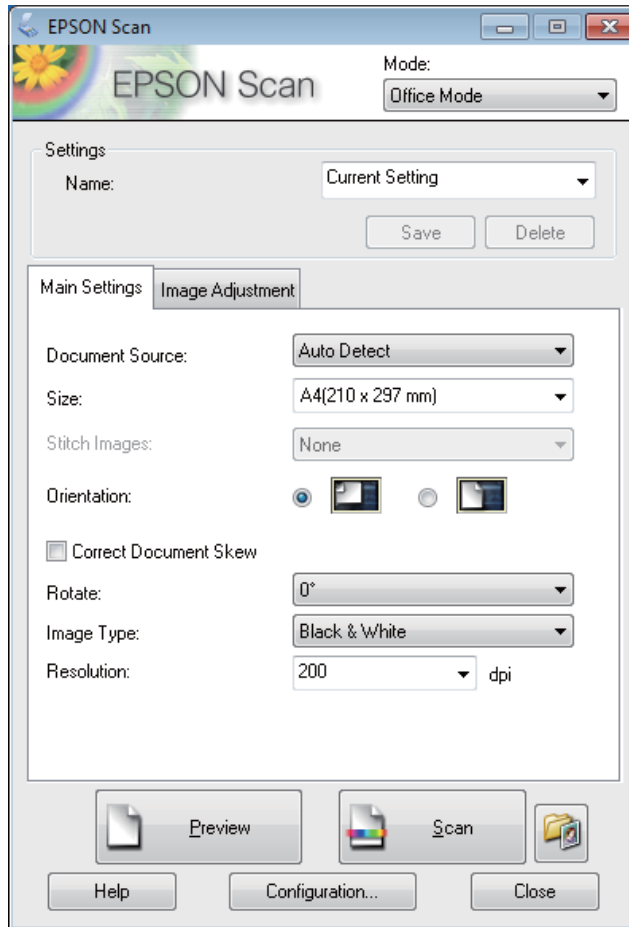 EPSON Scan
EPSON Scan
Mode:
Office Mode
Settings
Name:
Current Setting
Save
Delete
Main Settings
Image Adjustment
Document Source:
Auto Detect
Size:
A4(210 x 297 mm)
Stitch Images:
None
Orientation:
Correct Document Skew
Rotate:
0°
Image Type:
Black & White
Resolution:
200
dpi
Preview
Scan
Help
Configuration...
Close